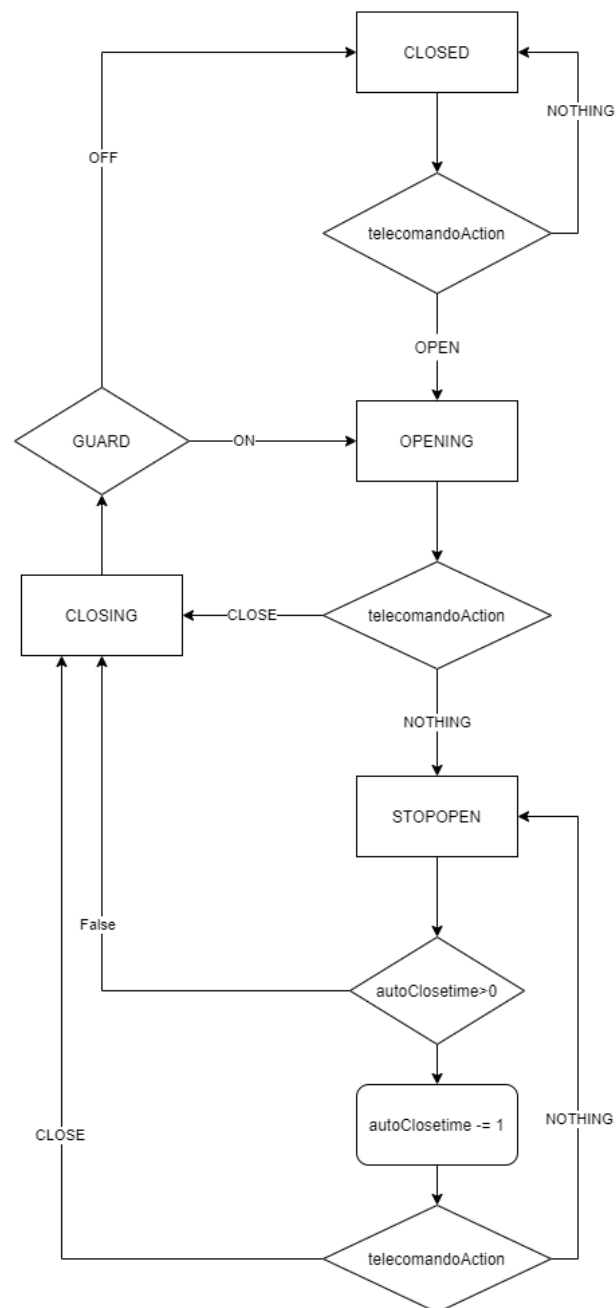 CLOSED
NOTHING
OFF
telecomandoAction
OPEN
GUARD
ON
OPENING
CLOSING
CLOSE
telecomandoAction
NOTHING
STOPOPEN
False
autoClosetime>0
autoClosetime -= 1
NOTHING
CLOSE
telecomandoAction